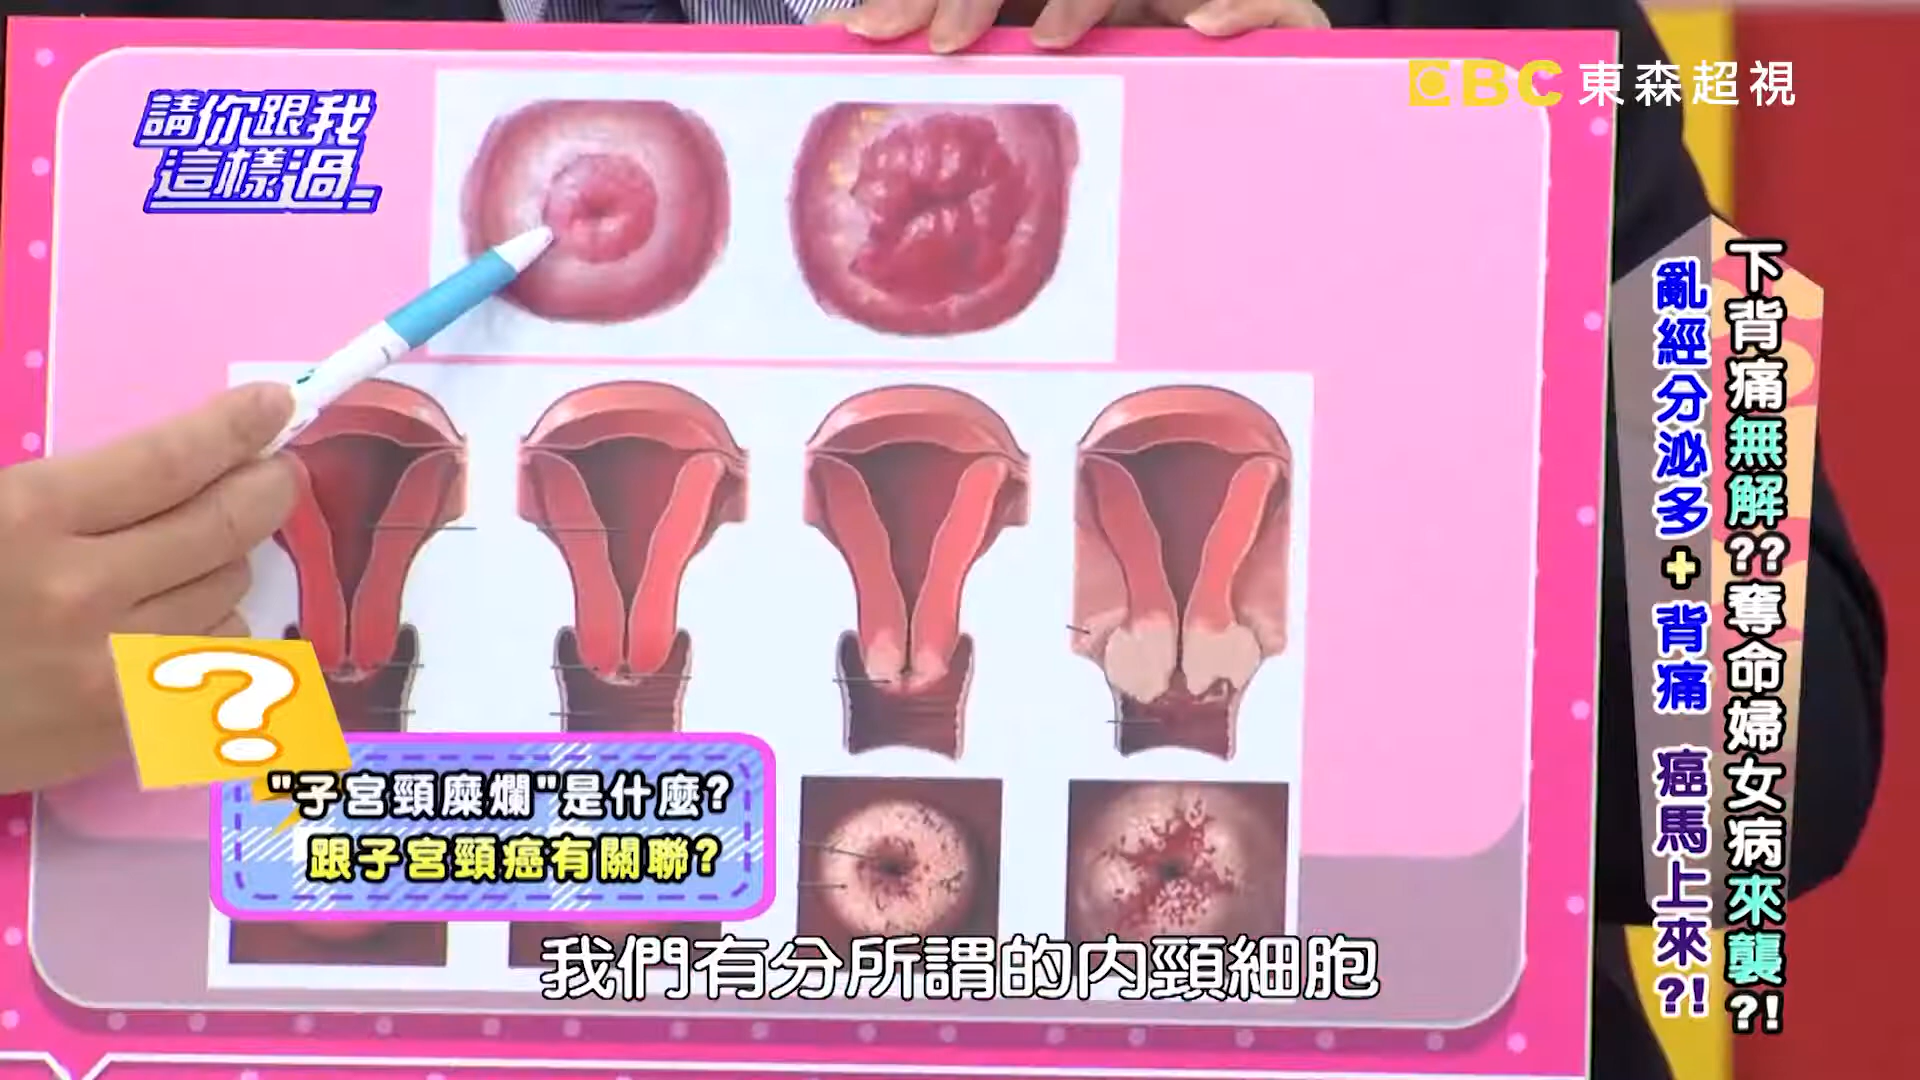 請你跟我
這樣過
EBC 東森超視
下背痛無解??奪命婦女病來襲?!
亂經分泌多+背痛 癌馬上來?!
?
"子宮頸糜爛"是什麼?
跟子宮頸癌有關聯?
我們有分所謂的內頸細胞